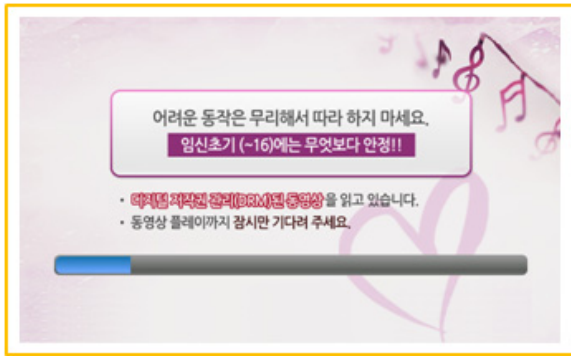 어려운 동작은 무리해서 따라 하지 마세요.
임신초기 (~16)에는 무엇보다 안정!!
• 디지털 저작권 관리(DRM)된 동영상을 읽고 있습니다.
• 동영상 플레이까지 잠시만 기다려 주세요.